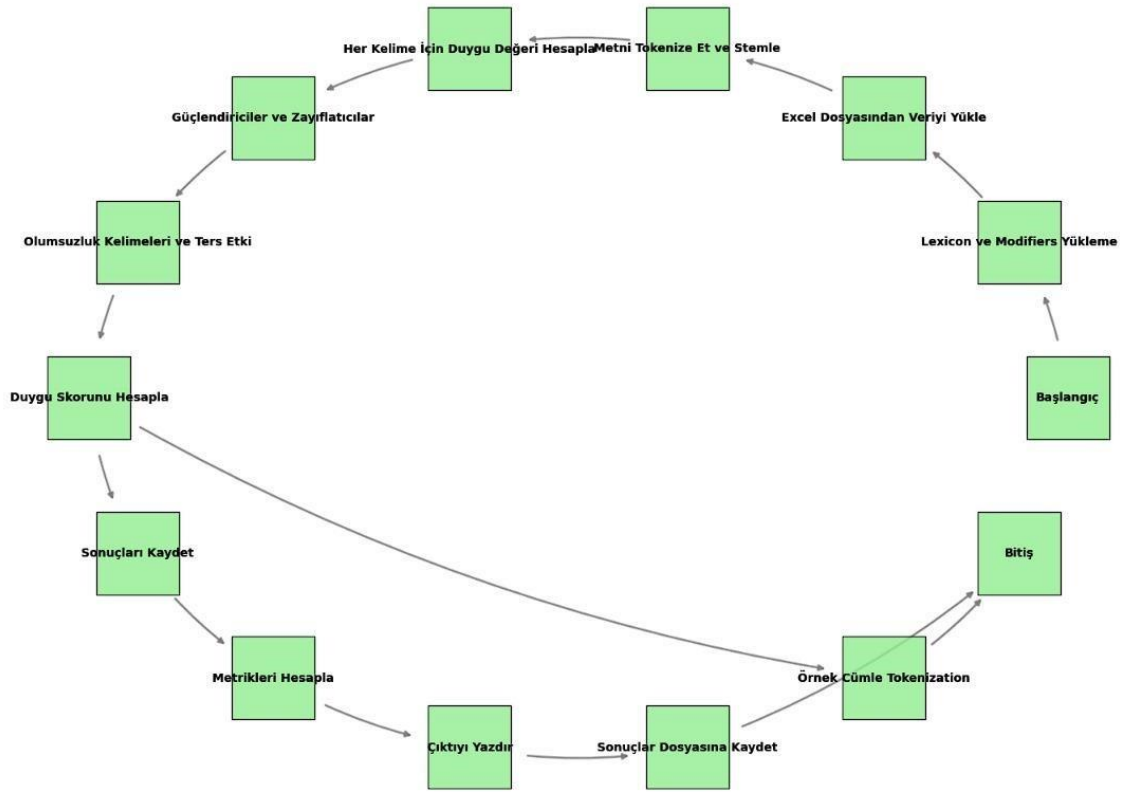 Her Kelime İçin Duygu Değeri Hesapla
Metni Tokenize Et ve Stemle
Güçlendiriciler ve Zayıflatıcılar
Excel Dosyasından Veriyi Yükle
Olumsuzluk Kelimeleri ve Ters Etki
Lexicon ve Modifiers Yükleme
Duygu Skorunu Hesapla
Başlangıç
Sonuçları Kaydet
Bitiş
Metrikleri Hesapla
Örnek Cümle Tokenization
Çıktıyı Yazdır
Sonuçlar Dosyasına Kaydet